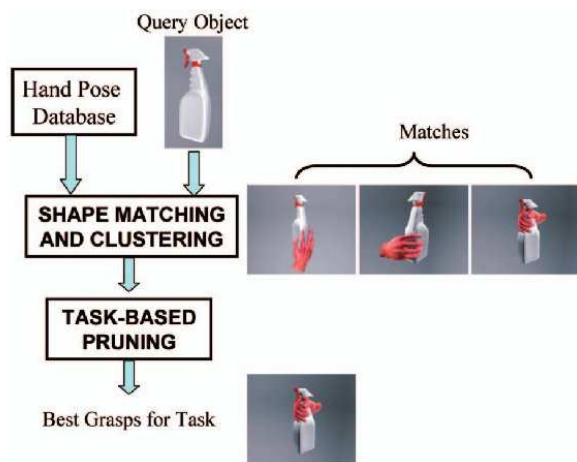 Query Object
Hand Pose
Database
Matches
SHAPE MATCHING
AND CLUSTERING
TASK-BASED
PRUNING
Best Grasps for Task